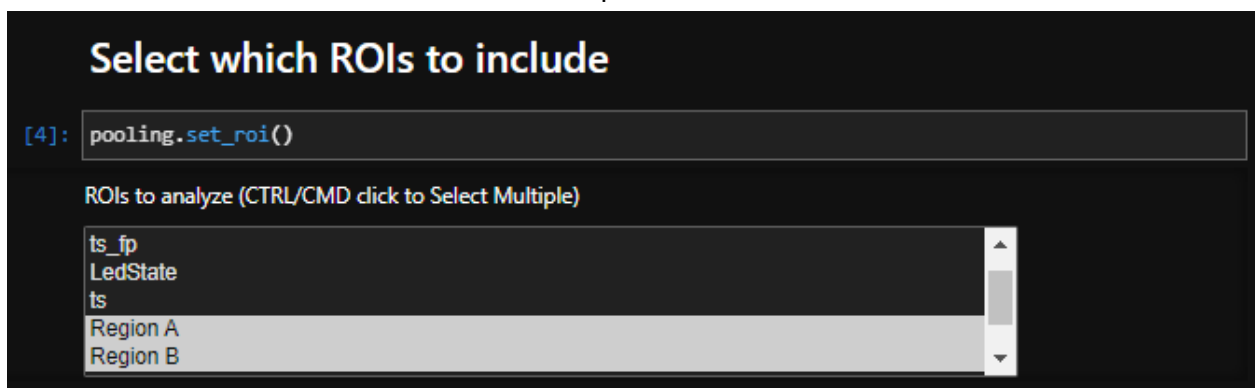 Select which ROIs to include
[4]: pooling.set_roi()
ROIs to analyze (CTRL/CMD click to Select Multiple)
ts_fp
LedState
ts
Region A
Region B